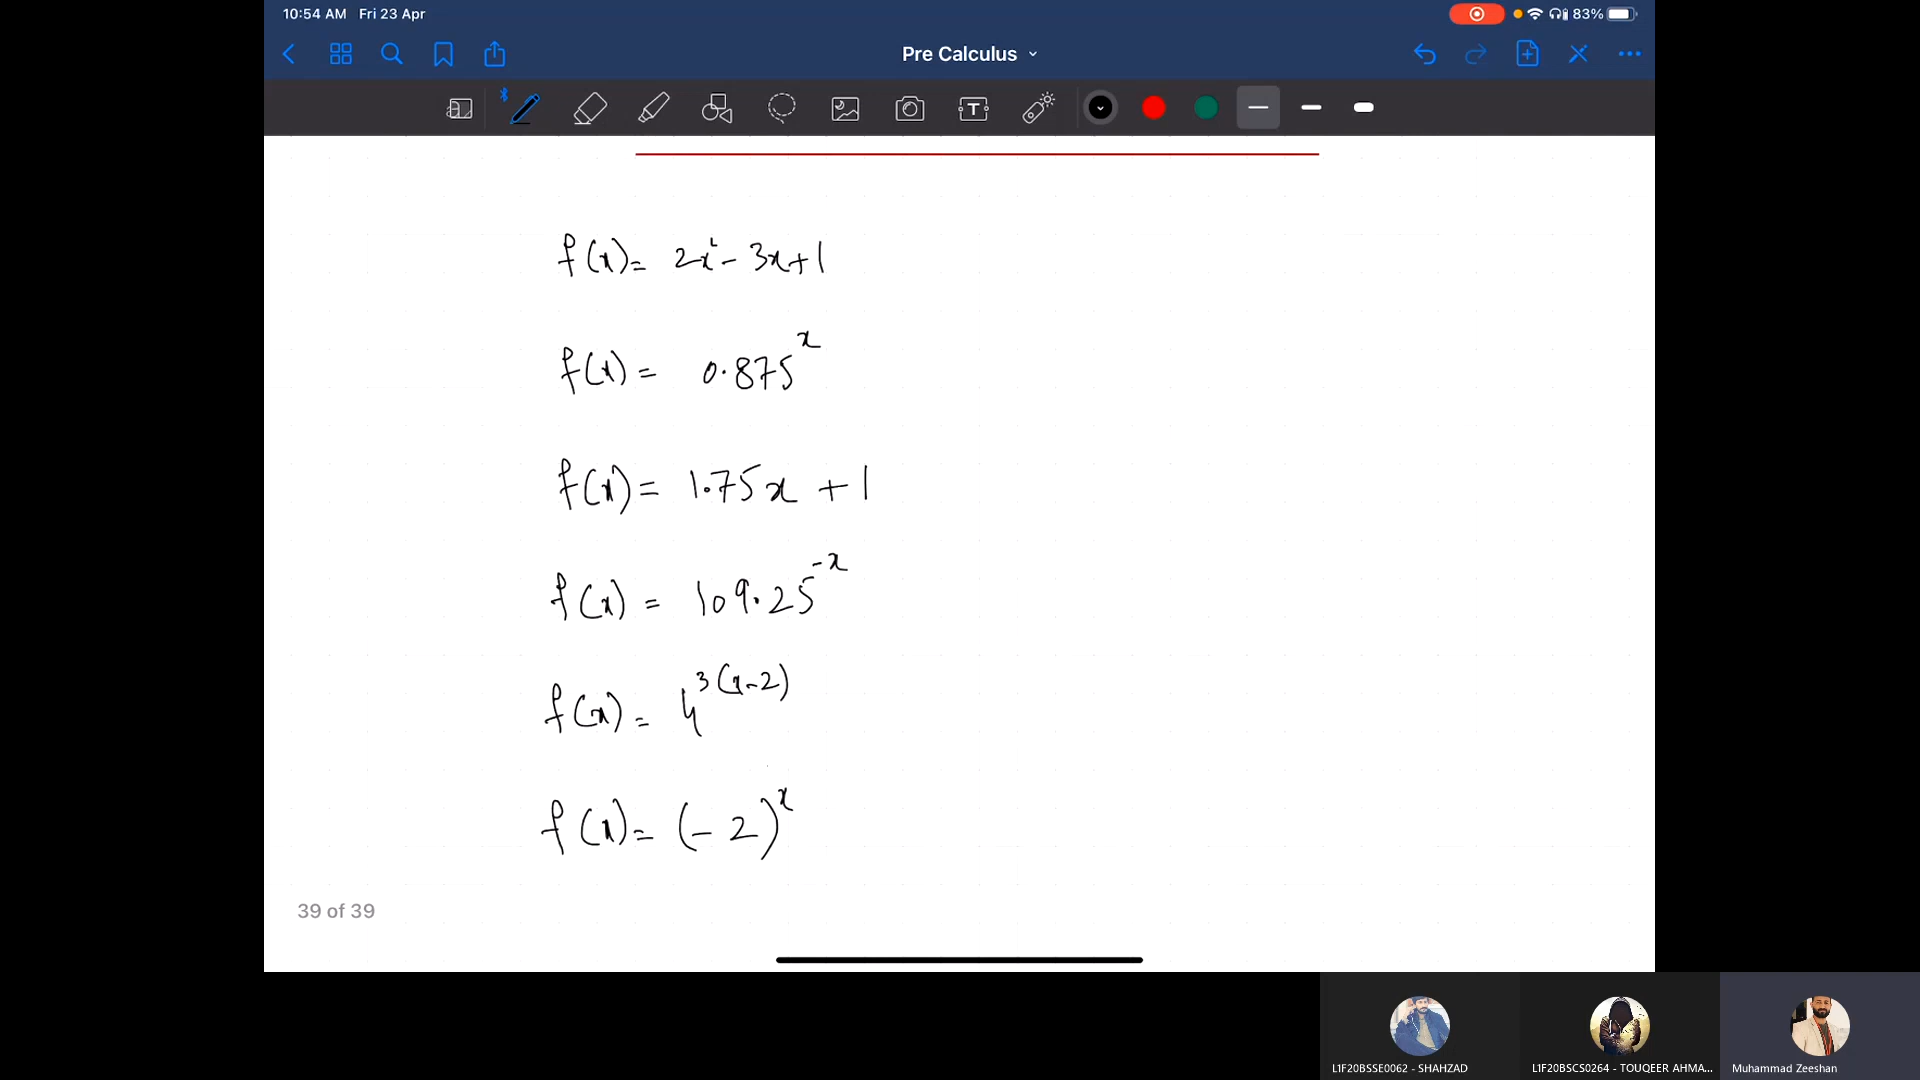 10:54 AM Fri 23 Apr
83%
Pre Calculus
T
f(x) = 2x² - 3x + 1
f(x) = 0.875^x
f(x) = 1.75x + 1
f(x) = 109.25^-x
f(x) = 4^3(x-2)
f(x) = (-2)^x
39 of 39
L1F20BSSE0062 - SHAHZAD
L1F20BSCS0264 - TOUQEER AHMA...
Muhammad Zeeshan